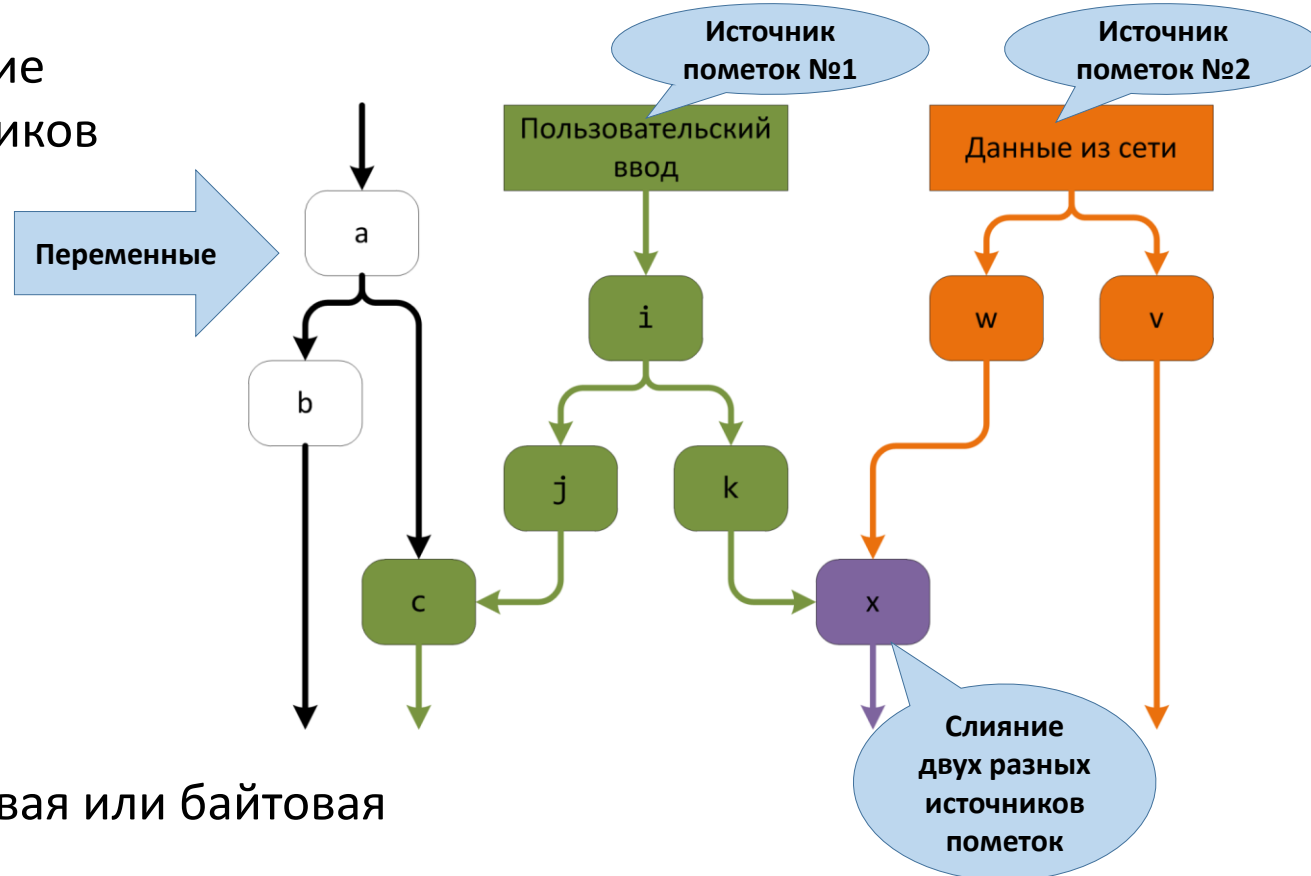 Источник
пометок №1
Источник
пометок №2
ие
иков
Пользовательский
ввод
Данные из сети
Переменные
a
i
w
v
b
j
k
c
x
Слияние
двух разных
источников
пометок
вая или байтовая